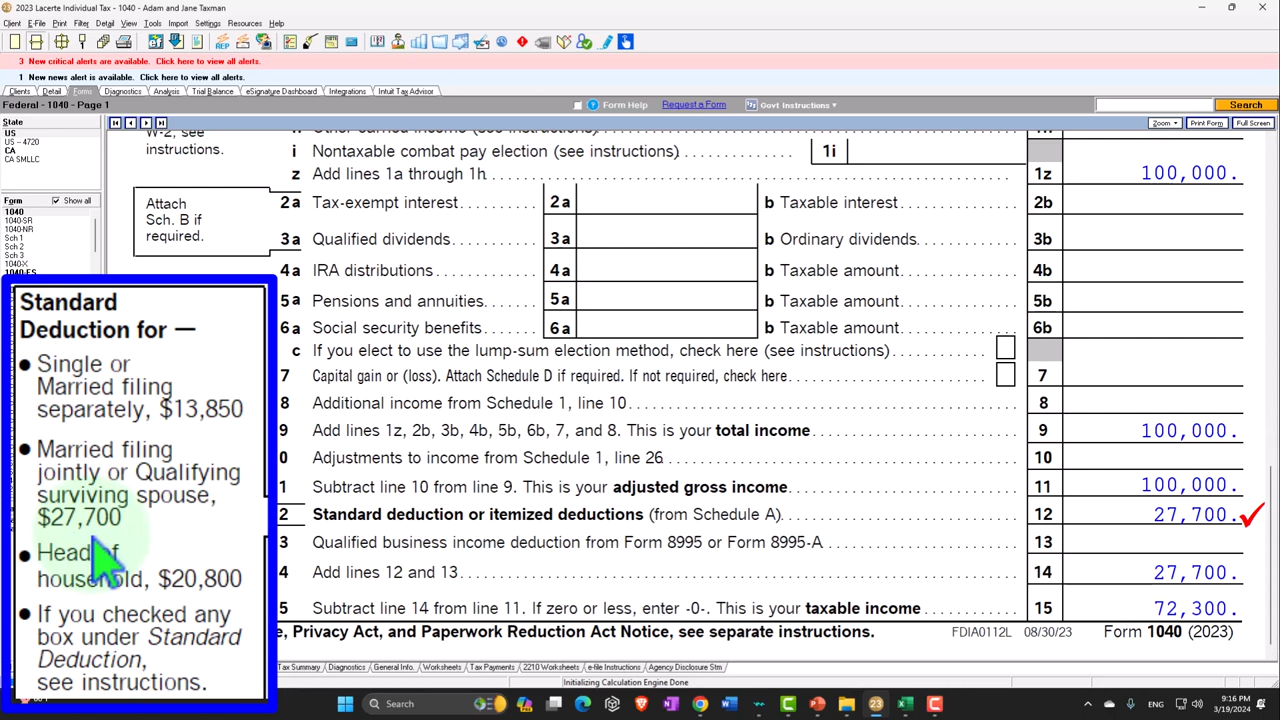 2023 Lacerte Individual Tax - 1040 - Adam and Jane Taxman
Client E-File Print Filter Detail View Tools Import Settings Resources Help
3 New critical alerts are available. Click here to view all alerts.
1 New news alert is available. Click here to view all alerts.
Clients Detail Forms Diagnostics Analysis Trial Balance eSignature Dashboard Integrations Intuit Tax Advisor
Federal - 1040 - Page 1
Form Help Request a Form Govt Instructions Search
State
US
US - 4720
CA
CA SMLLC
Form Show all
1040
1040-SR
1040-NR
Sch 1
Sch 2
Sch 3
1040-X
1040-ES
Zoom Print Form Full Screen
W-2, see
instructions.
i Nontaxable combat pay election (see instructions) 1i
z Add lines 1a through 1h 1z 100,000.
Attach
Sch. B if
required.
2a Tax-exempt interest 2a b Taxable interest 2b
3a Qualified dividends 3a b Ordinary dividends 3b
4a IRA distributions 4a b Taxable amount 4b
5a Pensions and annuities 5a b Taxable amount 5b
6a Social security benefits 6a b Taxable amount 6b
c If you elect to use the lump-sum election method, check here (see instructions)
7 Capital gain or (loss). Attach Schedule D if required. If not required, check here 7
8 Additional income from Schedule 1, line 10 8
9 Add lines 1z, 2b, 3b, 4b, 5b, 6b, 7, and 8. This is your total income 9 100,000.
0 Adjustments to income from Schedule 1, line 26 10
1 Subtract line 10 from line 9. This is your adjusted gross income 11 100,000.
2 Standard deduction or itemized deductions (from Schedule A) 12 27,700.
3 Qualified business income deduction from Form 8995 or Form 8995-A 13
4 Add lines 12 and 13 14 27,700.
5 Subtract line 14 from line 11. If zero or less, enter -0-. This is your taxable income 15 72,300.
e, Privacy Act, and Paperwork Reduction Act Notice, see separate instructions. FDIA0112L 08/30/23 Form 1040 (2023)
Standard
Deduction for —
• Single or
Married filing
separately, $13,850
• Married filing
jointly or Qualifying
surviving spouse,
$27,700
• Head of
household, $20,800
• If you checked any
box under Standard
Deduction,
see instructions.
Tax Summary Diagnostics General Info. Worksheets Tax Payments 2210 Worksheets e-file Instructions Agency Disclosure Stm
Initializing Calculation Engine Done
Search
ENG
9:16 PM
3/19/2024